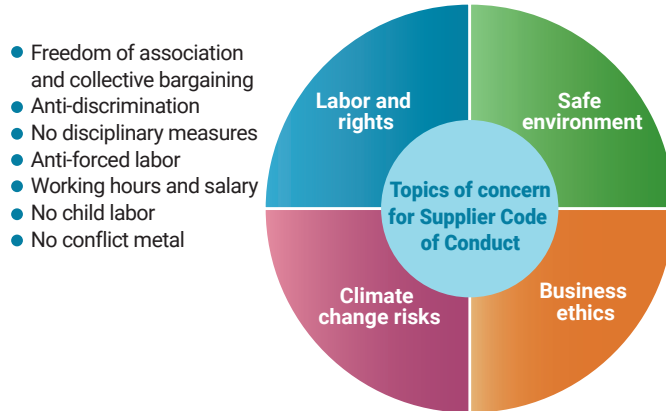 Freedom of association
and collective bargaining
Anti-discrimination
No disciplinary measures
Anti-forced labor
Working hours and salary
No child labor
No conflict metal
Labor and
rights
Safe
environment
Topics of concern
for Supplier Code
of Conduct
Climate
change risks
Business
ethics